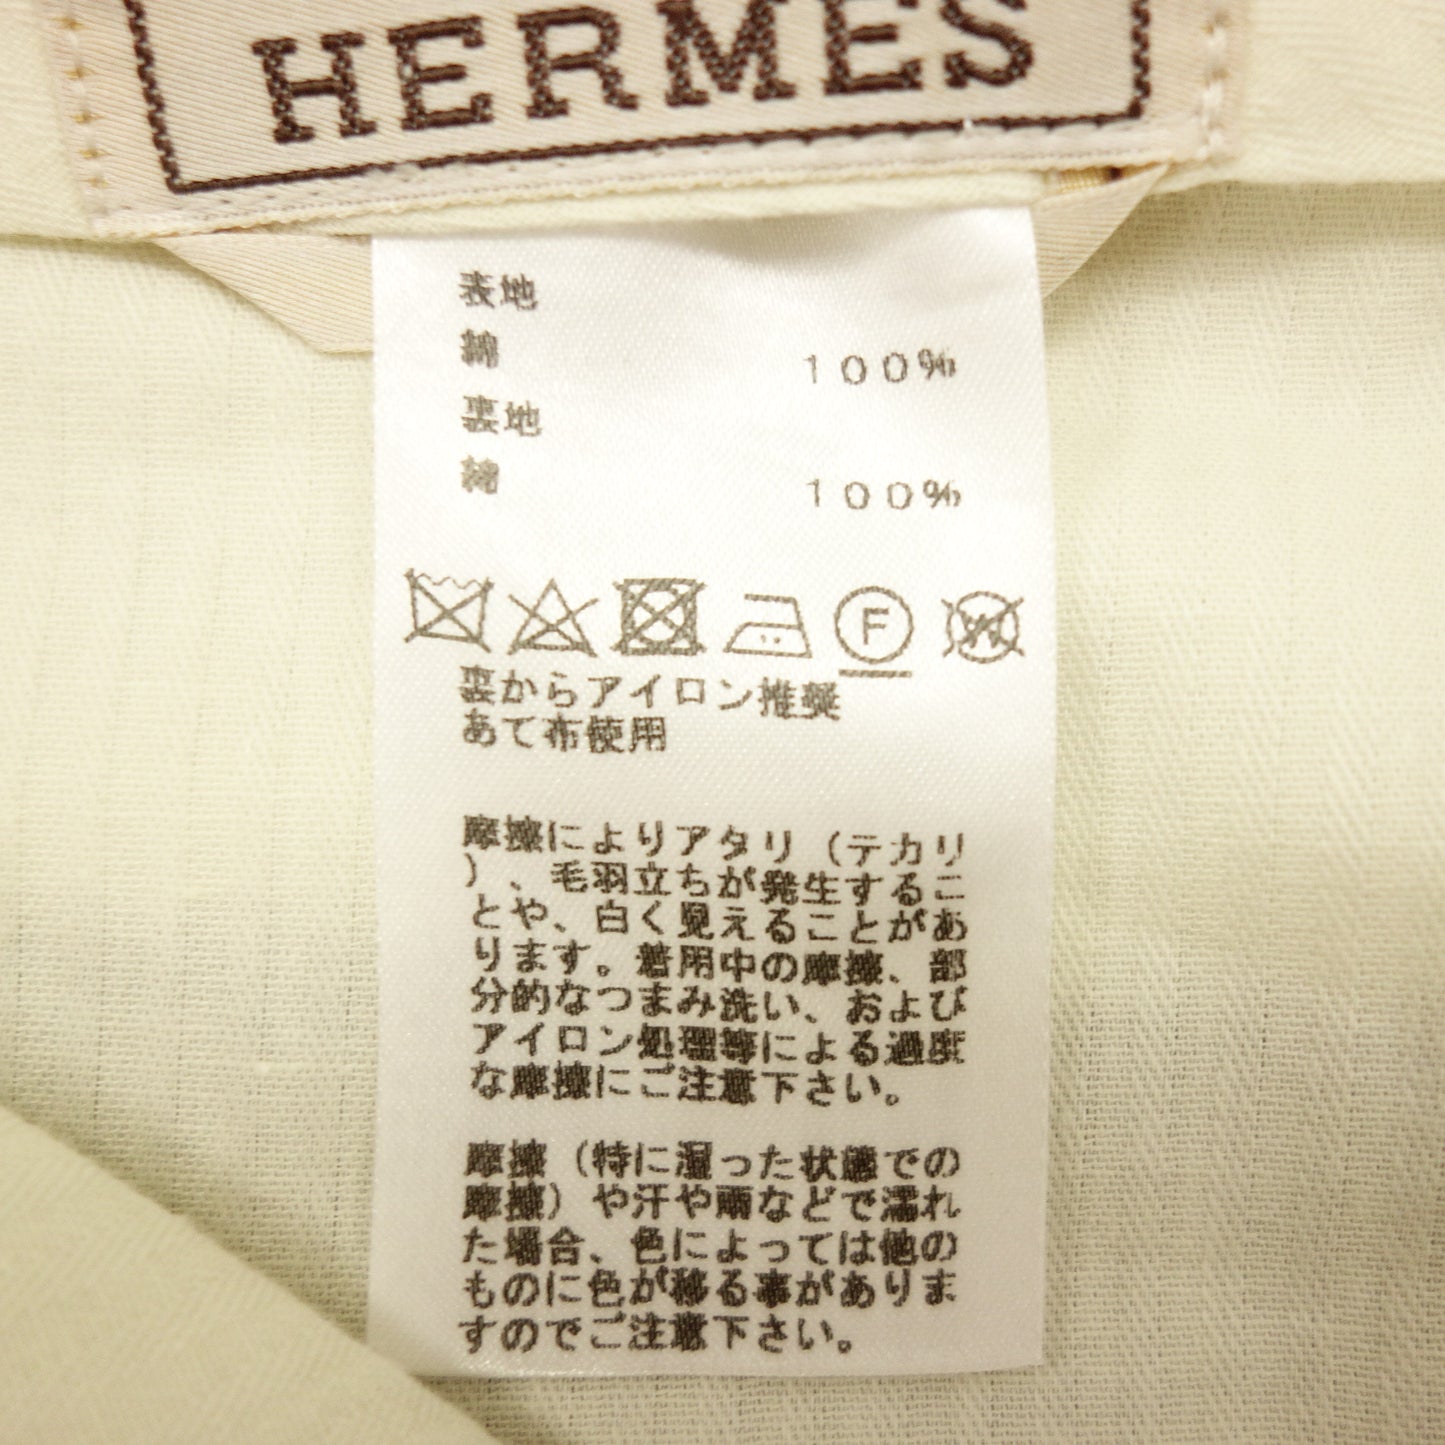 HERMES
表地
綿 100%
裏地
綿 100%
F
W
裏からアイロン推奨
あて布使用
摩擦によりアタリ（テカリ
）、毛羽立ちが発生するこ
とや、白く見えることがあ
ります。着用中の摩擦、部
分的なつまみ洗い、および
アイロン処理等による過度
な摩擦にご注意下さい。
摩擦（特に湿った状態での
摩擦）や汗や雨などで濡れ
た場合、色によっては他の
ものに色が移る事がありま
すのでご注意下さい。